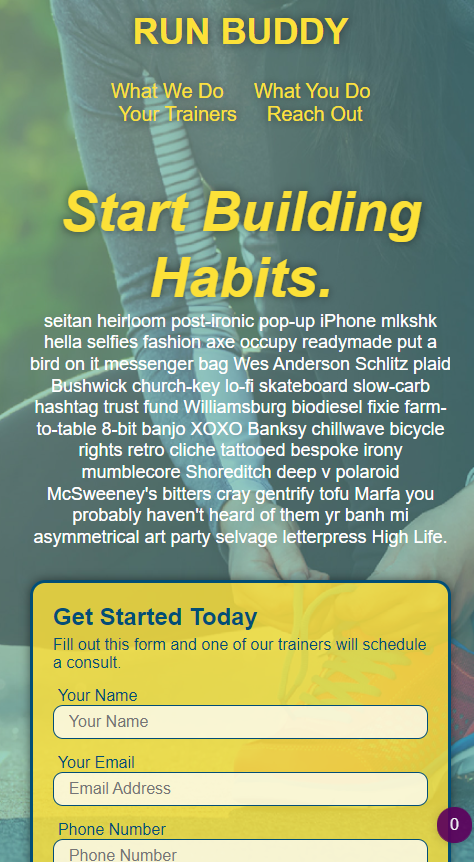 RUN BUDDY
What We Do What You Do
Your Trainers Reach Out
Start Building
Habits.
seitan heirloom post-ironic pop-up iPhone mlkshk
hella selfies fashion axe occupy readymade put a
bird on it messenger bag Wes Anderson Schlitz plaid
Bushwick church-key lo-fi skateboard slow-carb
hashtag trust fund Williamsburg biodiesel fixie farm-
to-table 8-bit banjo XOXO Banksy chillwave bicycle
rights retro cliche tattooed bespoke irony
mumblecore Shoreditch deep v polaroid
McSweeney's bitters cray gentrify tofu Marfa you
probably haven't heard of them yr banh mi
asymmetrical art party selvage letterpress High Life.
Get Started Today
Fill out this form and one of our trainers will schedule
a consult.
Your Name
Your Name
Your Email
Email Address
Phone Number
Phone Number
0